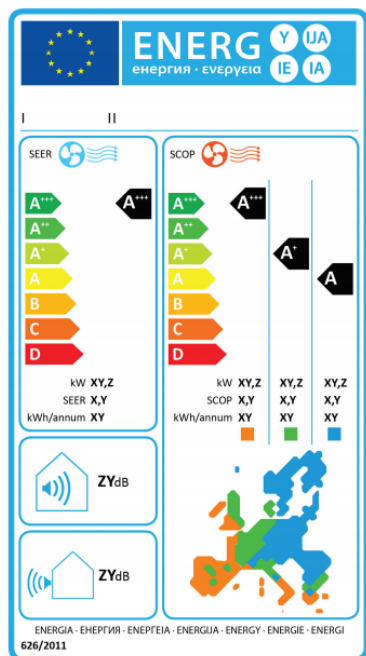 ENERG Y IJA
енергия · ενεργεια IE IA
I II
SEER
A+++ A+++
A++
A+
A
B
C
D
kW XY,Z
SEER X,Y
kWh/annum XY
SCOP
A+++ A+++
A++
A+ A+
A A
B
C
D
kW XY,Z XY,Z XY,Z
SCOP X,Y X,Y X,Y
kWh/annum XY XY XY
ZYdB
ZYdB
ENERGIA · ЕНЕРГИЯ · ΕΝΕΡΓΕΙΑ · ENERGIJA · ENERGY · ENERGIE · ENERGI
626/2011